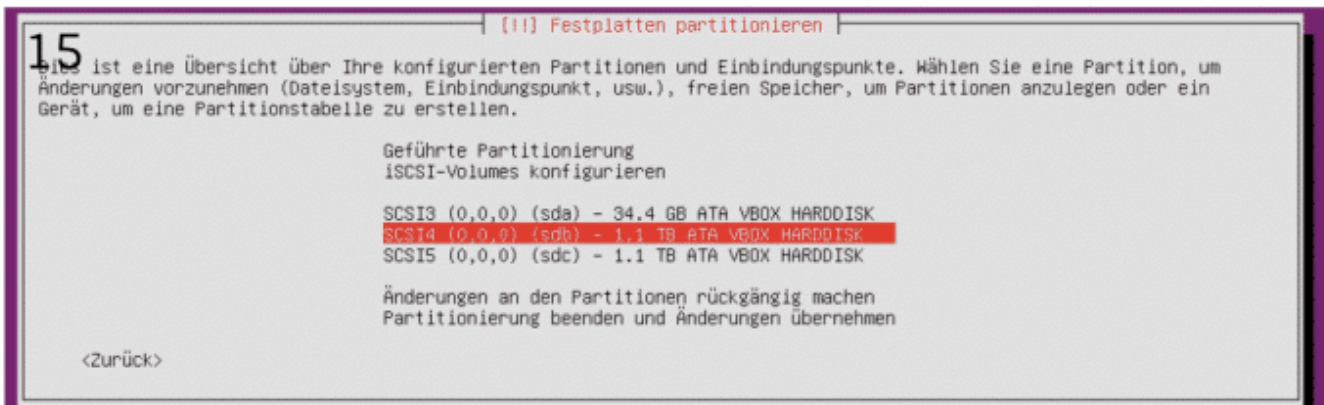 [!!] Festplatten partitionieren
15
Dies ist eine Übersicht über Ihre konfigurierten Partitionen und Einbindungspunkte. Wählen Sie eine Partition, um
Änderungen vorzunehmen (Dateisystem, Einbindungspunkt, usw.), freien Speicher, um Partitionen anzulegen oder ein
Gerät, um eine Partitionstabelle zu erstellen.
Geführte Partitionierung
iSCSI-Volumes konfigurieren
SCSI3 (0,0,0) (sda) - 34.4 GB ATA VBOX HARDDISK
SCSI4 (0,0,0) (sdb) - 1.1 TB ATA VBOX HARDDISK
SCSI5 (0,0,0) (sdc) - 1.1 TB ATA VBOX HARDDISK
Änderungen an den Partitionen rückgängig machen
Partitionierung beenden und Änderungen übernehmen
<Zurück>